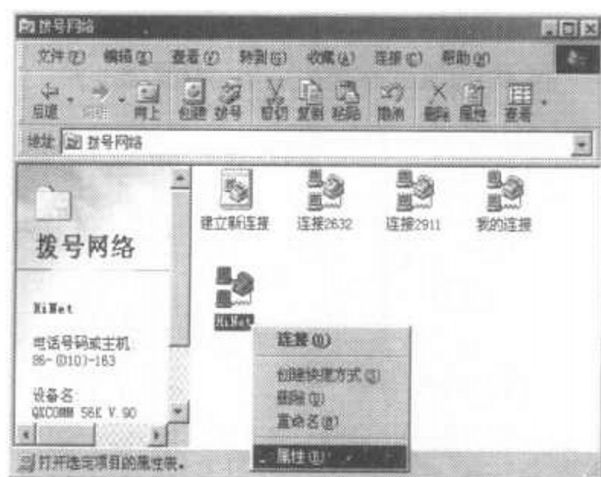 拨号网络
文件(F) 编辑(E) 查看(V) 转到(G) 收藏(A) 连接(C) 帮助(H)
后退 向上 创建 拨号 剪切 复制 粘贴 撤消 删除 属性 查看
地址 拨号网络
建立新连接 连接2632 连接2911 我的连接
拨号网络
HiNet
HiNet
连接(O)
电话号码或主机
86-(010)-163
创建快捷方式(S)
删除(D)
设备名:
重命名(M)
QXCOMM 56K V.90
属性(R)
打开选定项目的属性表。